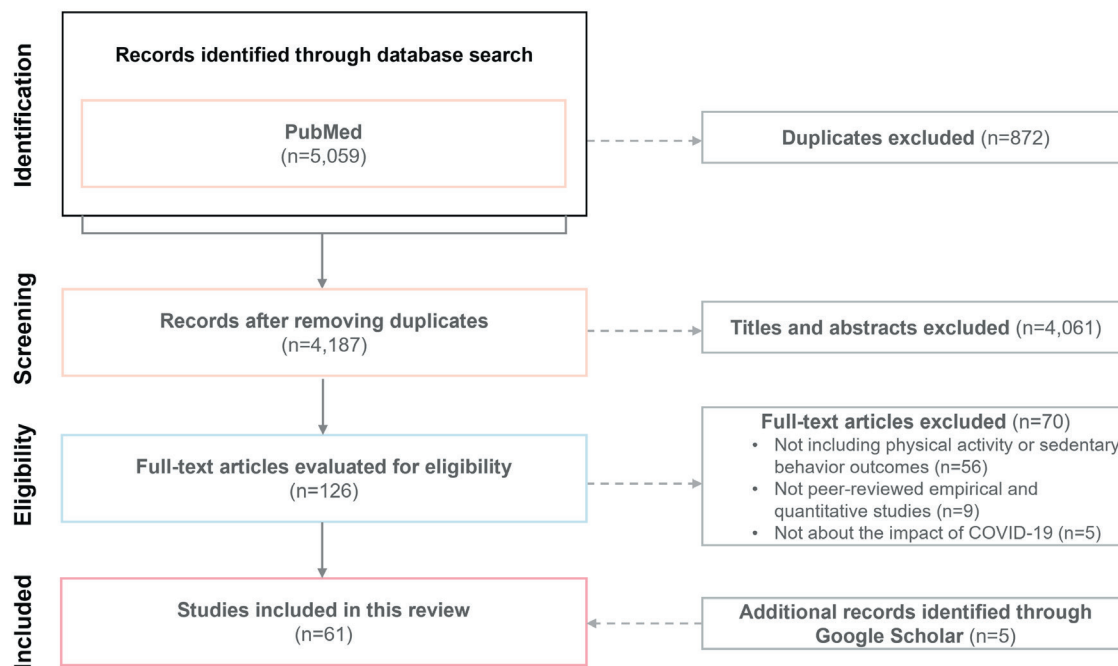 Identification
Records identified through database search
PubMed
(n=5,059)
Duplicates excluded (n=872)
Screening
Records after removing duplicates
(n=4,187)
Titles and abstracts excluded (n=4,061)
Eligibility
Full-text articles evaluated for eligibility
(n=126)
Full-text articles excluded (n=70)
• Not including physical activity or sedentary
behavior outcomes (n=56)
• Not peer-reviewed empirical and
quantitative studies (n=9)
• Not about the impact of COVID-19 (n=5)
Included
Studies included in this review
(n=61)
Additional records identified through
Google Scholar (n=5)